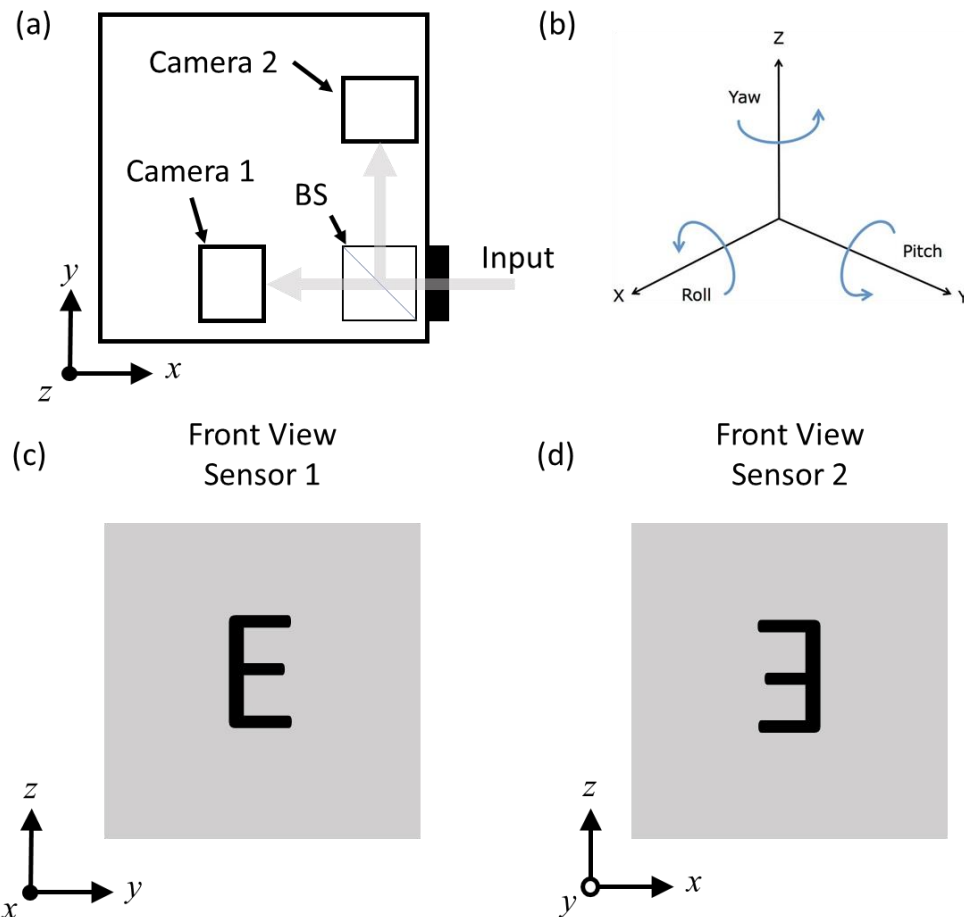 (a)
Camera 2
Camera 1
BS
Input
y
x
z
(b)
Z
Yaw
Pitch
X
Roll
Y
(c)
Front View
Sensor 1
E
z
x
y
(d)
Front View
Sensor 2
E
z
y
x